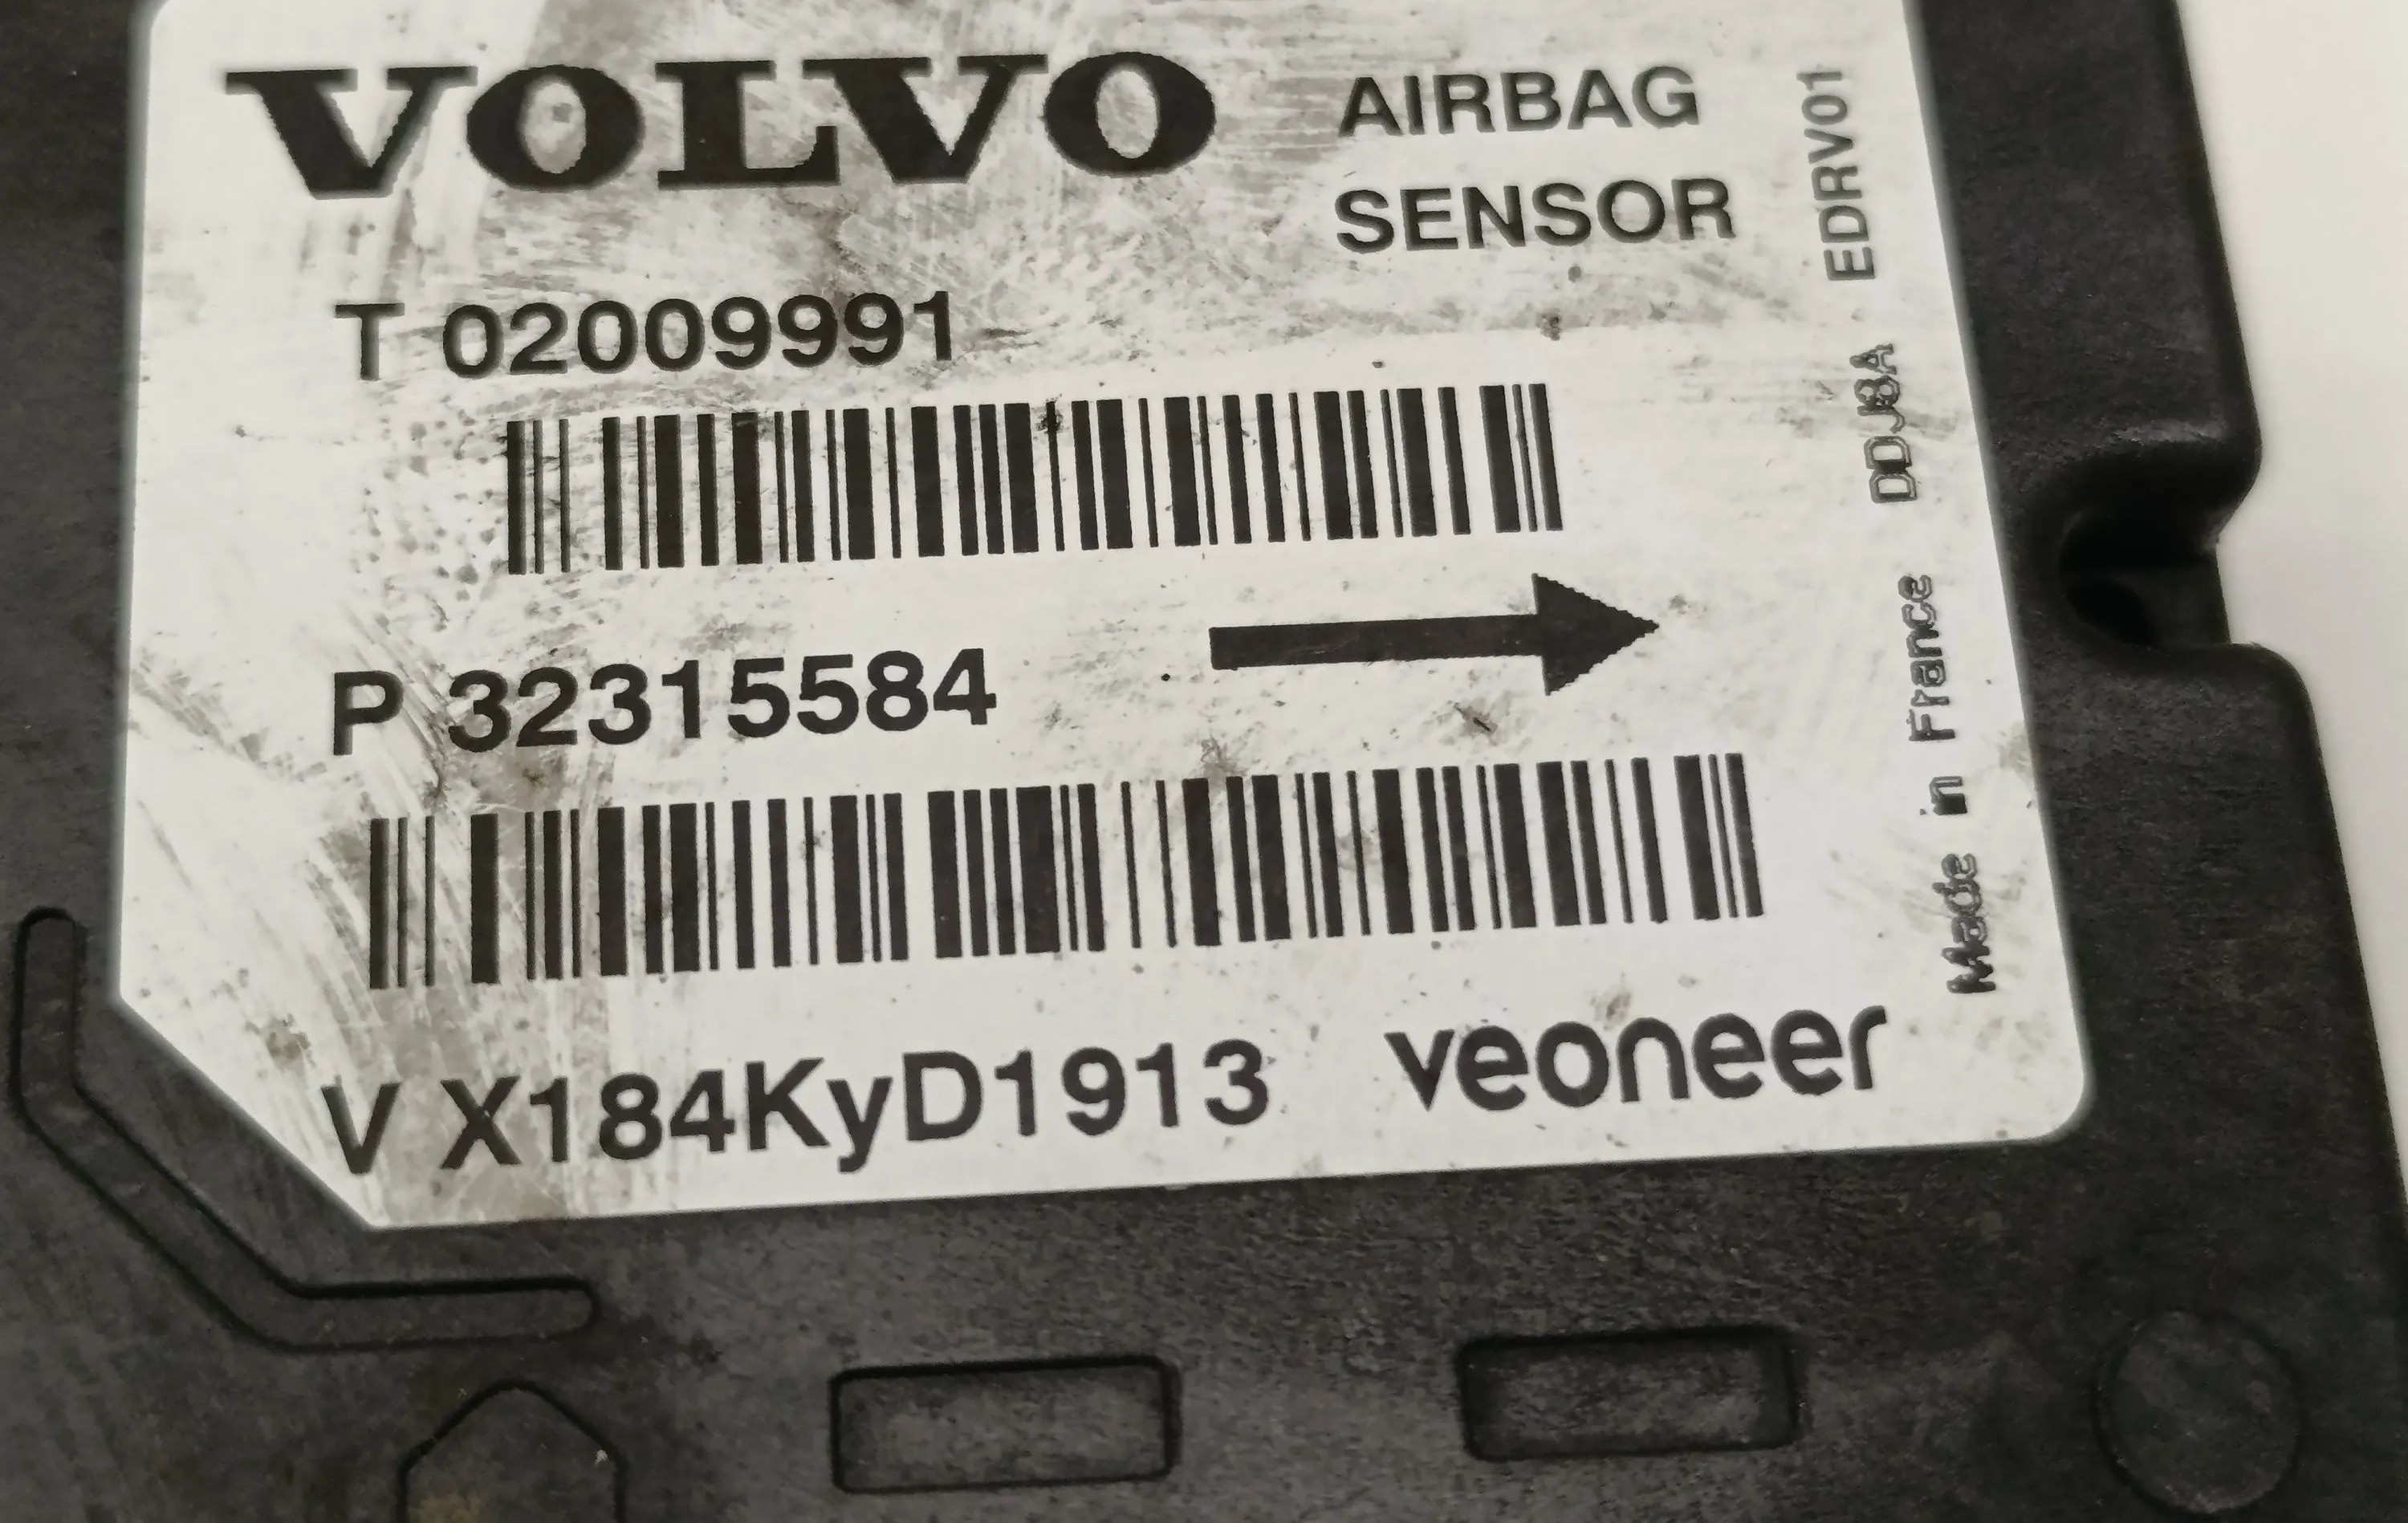 VOLVO
AIRBAG
SENSOR
T 02009991
P 32315584
V X184KyD1913
veoneer
Made in France DDJ8A EDRV01